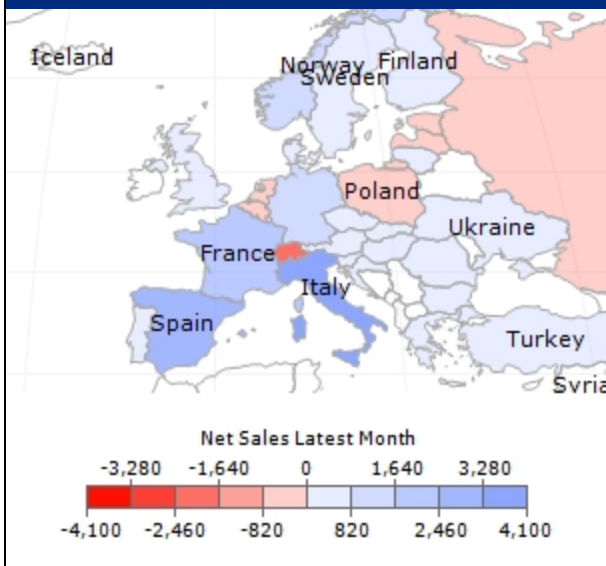 Iceland
Norway
Finland
Sweden
Poland
Ukraine
France
Italy
Spain
Turkey
Syria
Net Sales Latest Month
-3,280 -1,640 0 1,640 3,280
-4,100 -2,460 -820 820 2,460 4,100